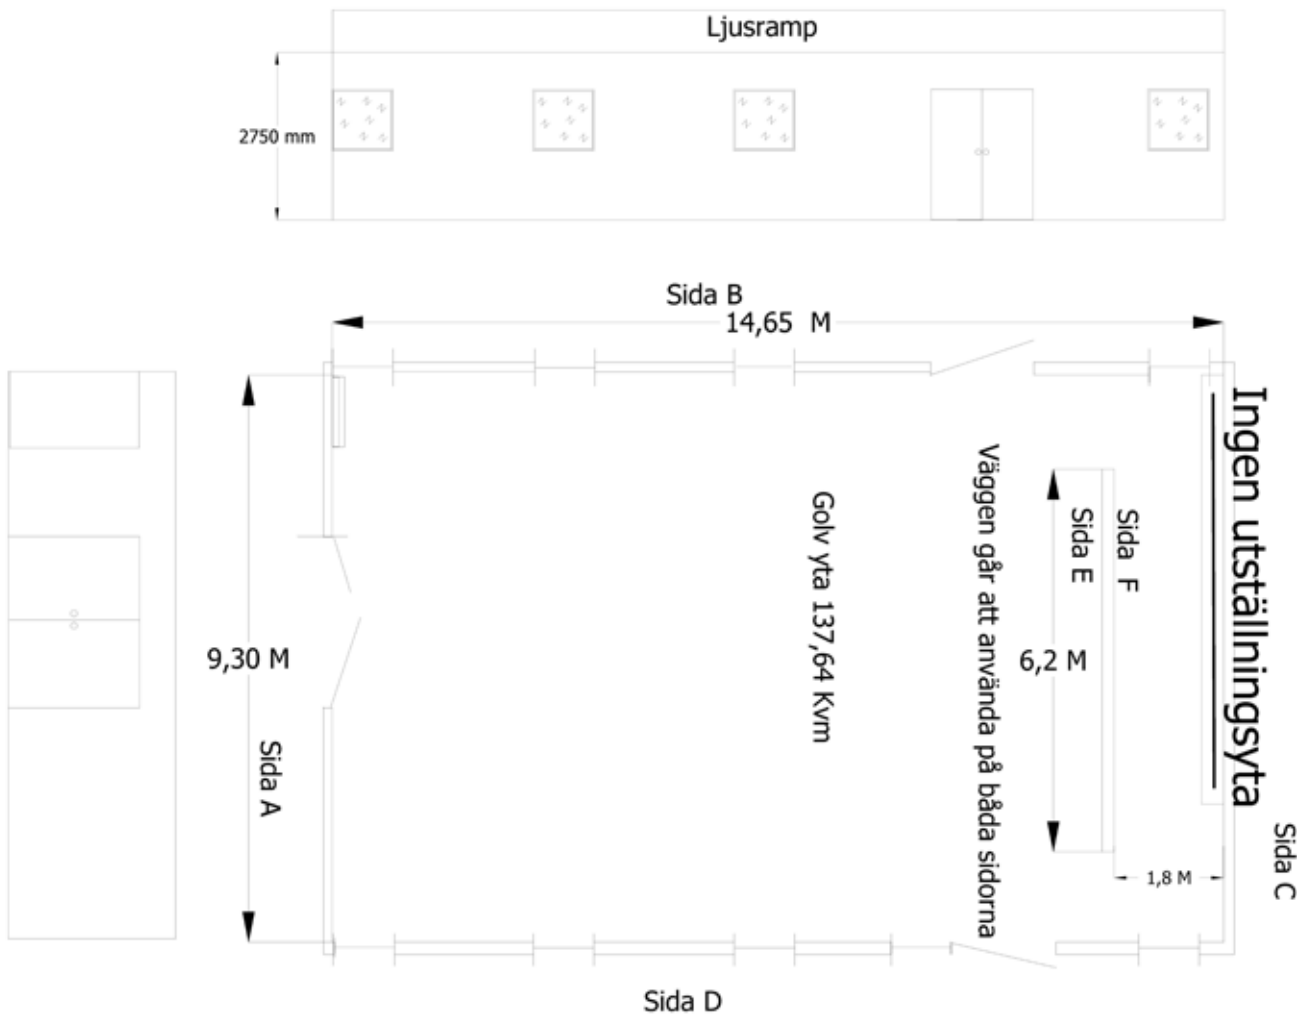 Ljusramp
2750 mm
Sida B
14,65 M
Ingen utställningsyta
Väggen går att använda på båda sidorna
Golv yta 137,64 Kvm
Sida E
Sida F
9,30 M
6,2 M
Sida A
1,8 M
Sida C
Sida D